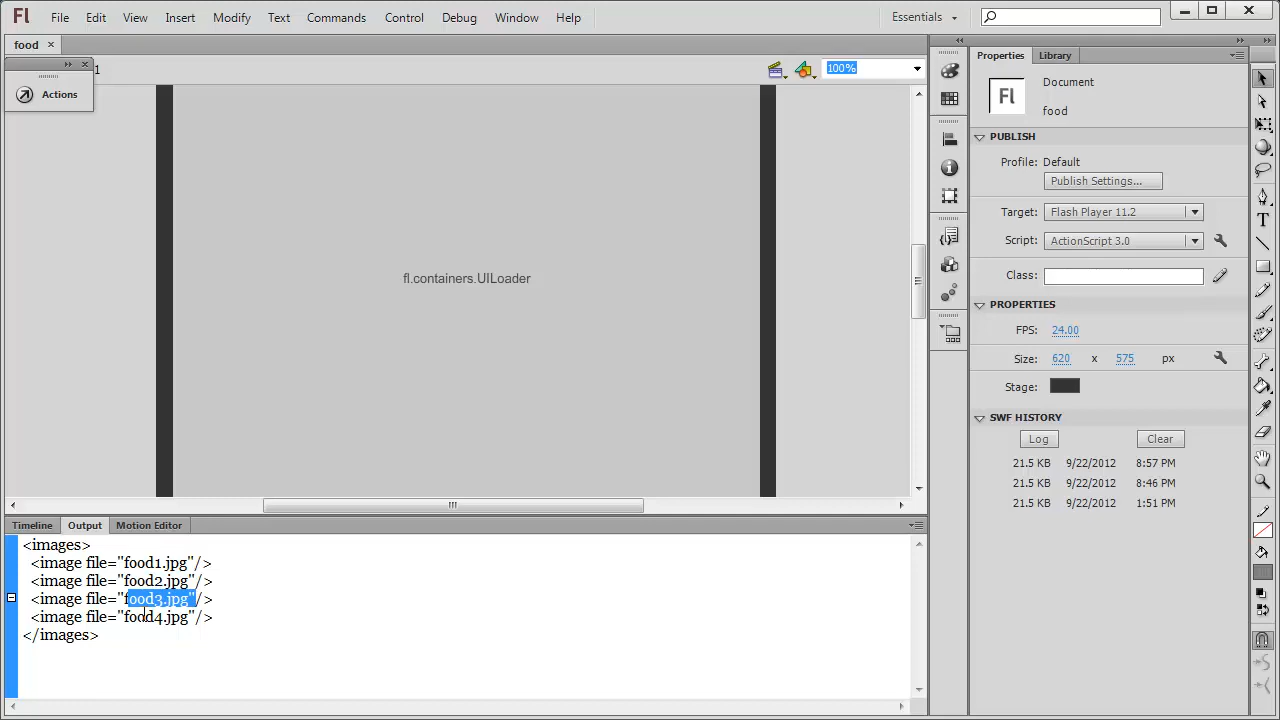 Fl File Edit View Insert Modify Text Commands Control Debug Window Help Essentials
food
1 100%
Actions
fl.containers.UILoader
Properties Library
Fl Document
food
PUBLISH
Profile: Default
Publish Settings...
Target: Flash Player 11.2
Script: ActionScript 3.0
Class:
PROPERTIES
FPS: 24.00
Size: 620 x 575 px
Stage:
SWF HISTORY
Log Clear
21.5 KB 9/22/2012 8:57 PM
21.5 KB 9/22/2012 8:46 PM
21.5 KB 9/22/2012 1:51 PM
Timeline Output Motion Editor
<images>
<image file="food1.jpg"/>
<image file="food2.jpg"/>
<image file="food3.jpg"/>
<image file="food4.jpg"/>
</images>